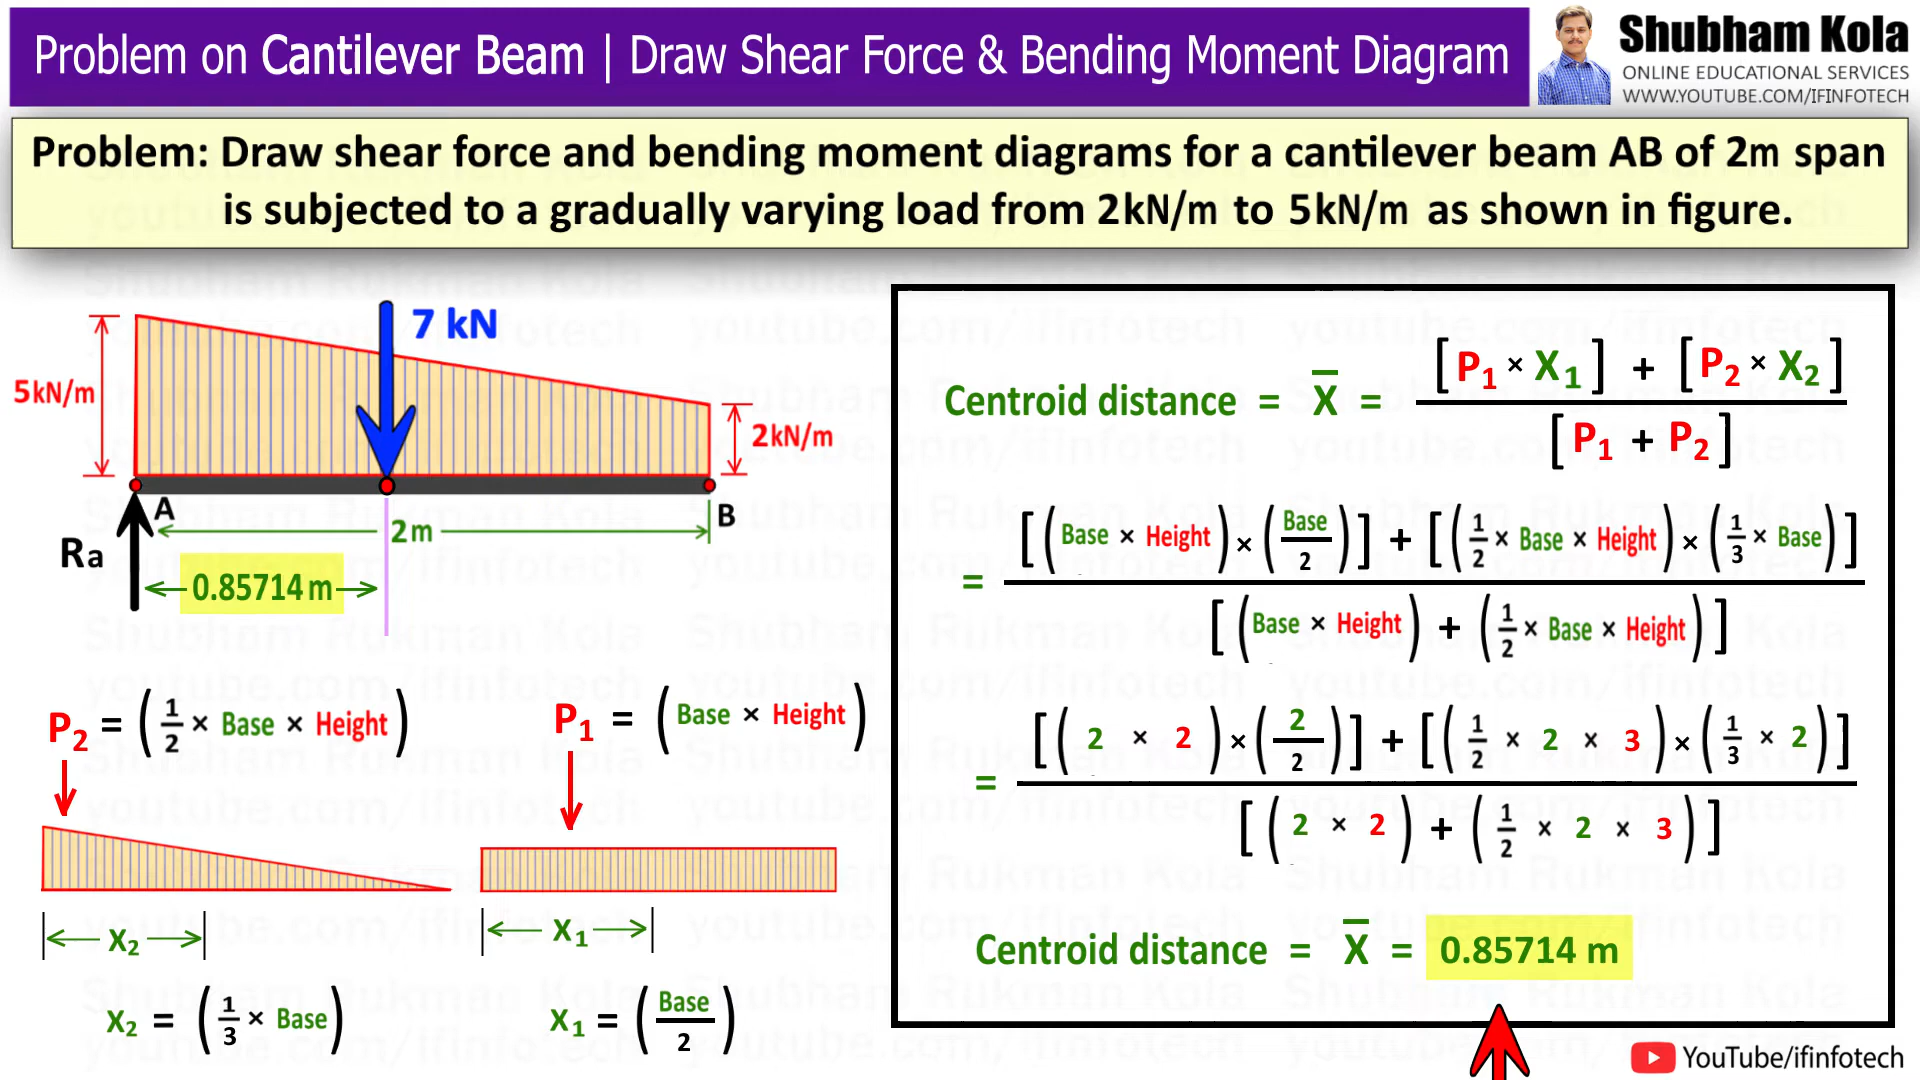 Problem on Cantilever Beam | Draw Shear Force & Bending Moment Diagram
Shubham Kola
ONLINE EDUCATIONAL SERVICES
WWW.YOUTUBE.COM/IFINFOTECH
Problem: Draw shear force and bending moment diagrams for a cantilever beam AB of 2m span
is subjected to a gradually varying load from 2kN/m to 5kN/m as shown in figure.
7 kN
5kN/m
2kN/m
A
B
2m
Ra
0.85714 m
P2 = (1/2 × Base × Height)
P1 = (Base × Height)
X2
X1
X2 = (1/3 × Base)
X1 = (Base/2)
Centroid distance = X̅ = [P1 × X1] + [P2 × X2] / [P1 + P2]
= [(Base × Height) × (Base/2)] + [(1/2 × Base × Height) × (1/3 × Base)] / [(Base × Height) + (1/2 × Base × Height)]
= [(2 × 2) × (2/2)] + [(1/2 × 2 × 3) × (1/3 × 2)] / [(2 × 2) + (1/2 × 2 × 3)]
Centroid distance = X̅ = 0.85714 m
YouTube/ifinfotech
Shubham Rukman Kola
youtube.com/ifinfotech